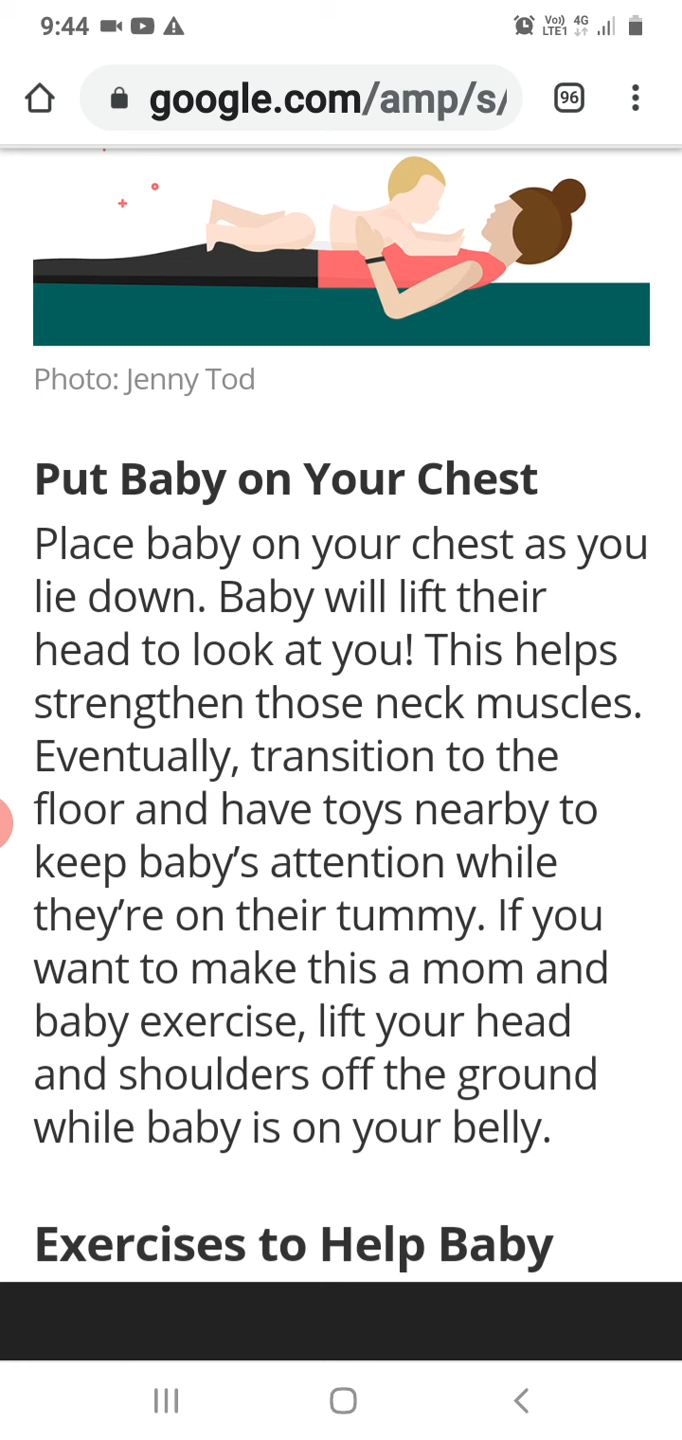 9:44
Vo)) 4G
LTE1
google.com/amp/s/
96
Photo: Jenny Tod
Put Baby on Your Chest
Place baby on your chest as you
lie down. Baby will lift their
head to look at you! This helps
strengthen those neck muscles.
Eventually, transition to the
floor and have toys nearby to
keep baby's attention while
they're on their tummy. If you
want to make this a mom and
baby exercise, lift your head
and shoulders off the ground
while baby is on your belly.
Exercises to Help Baby